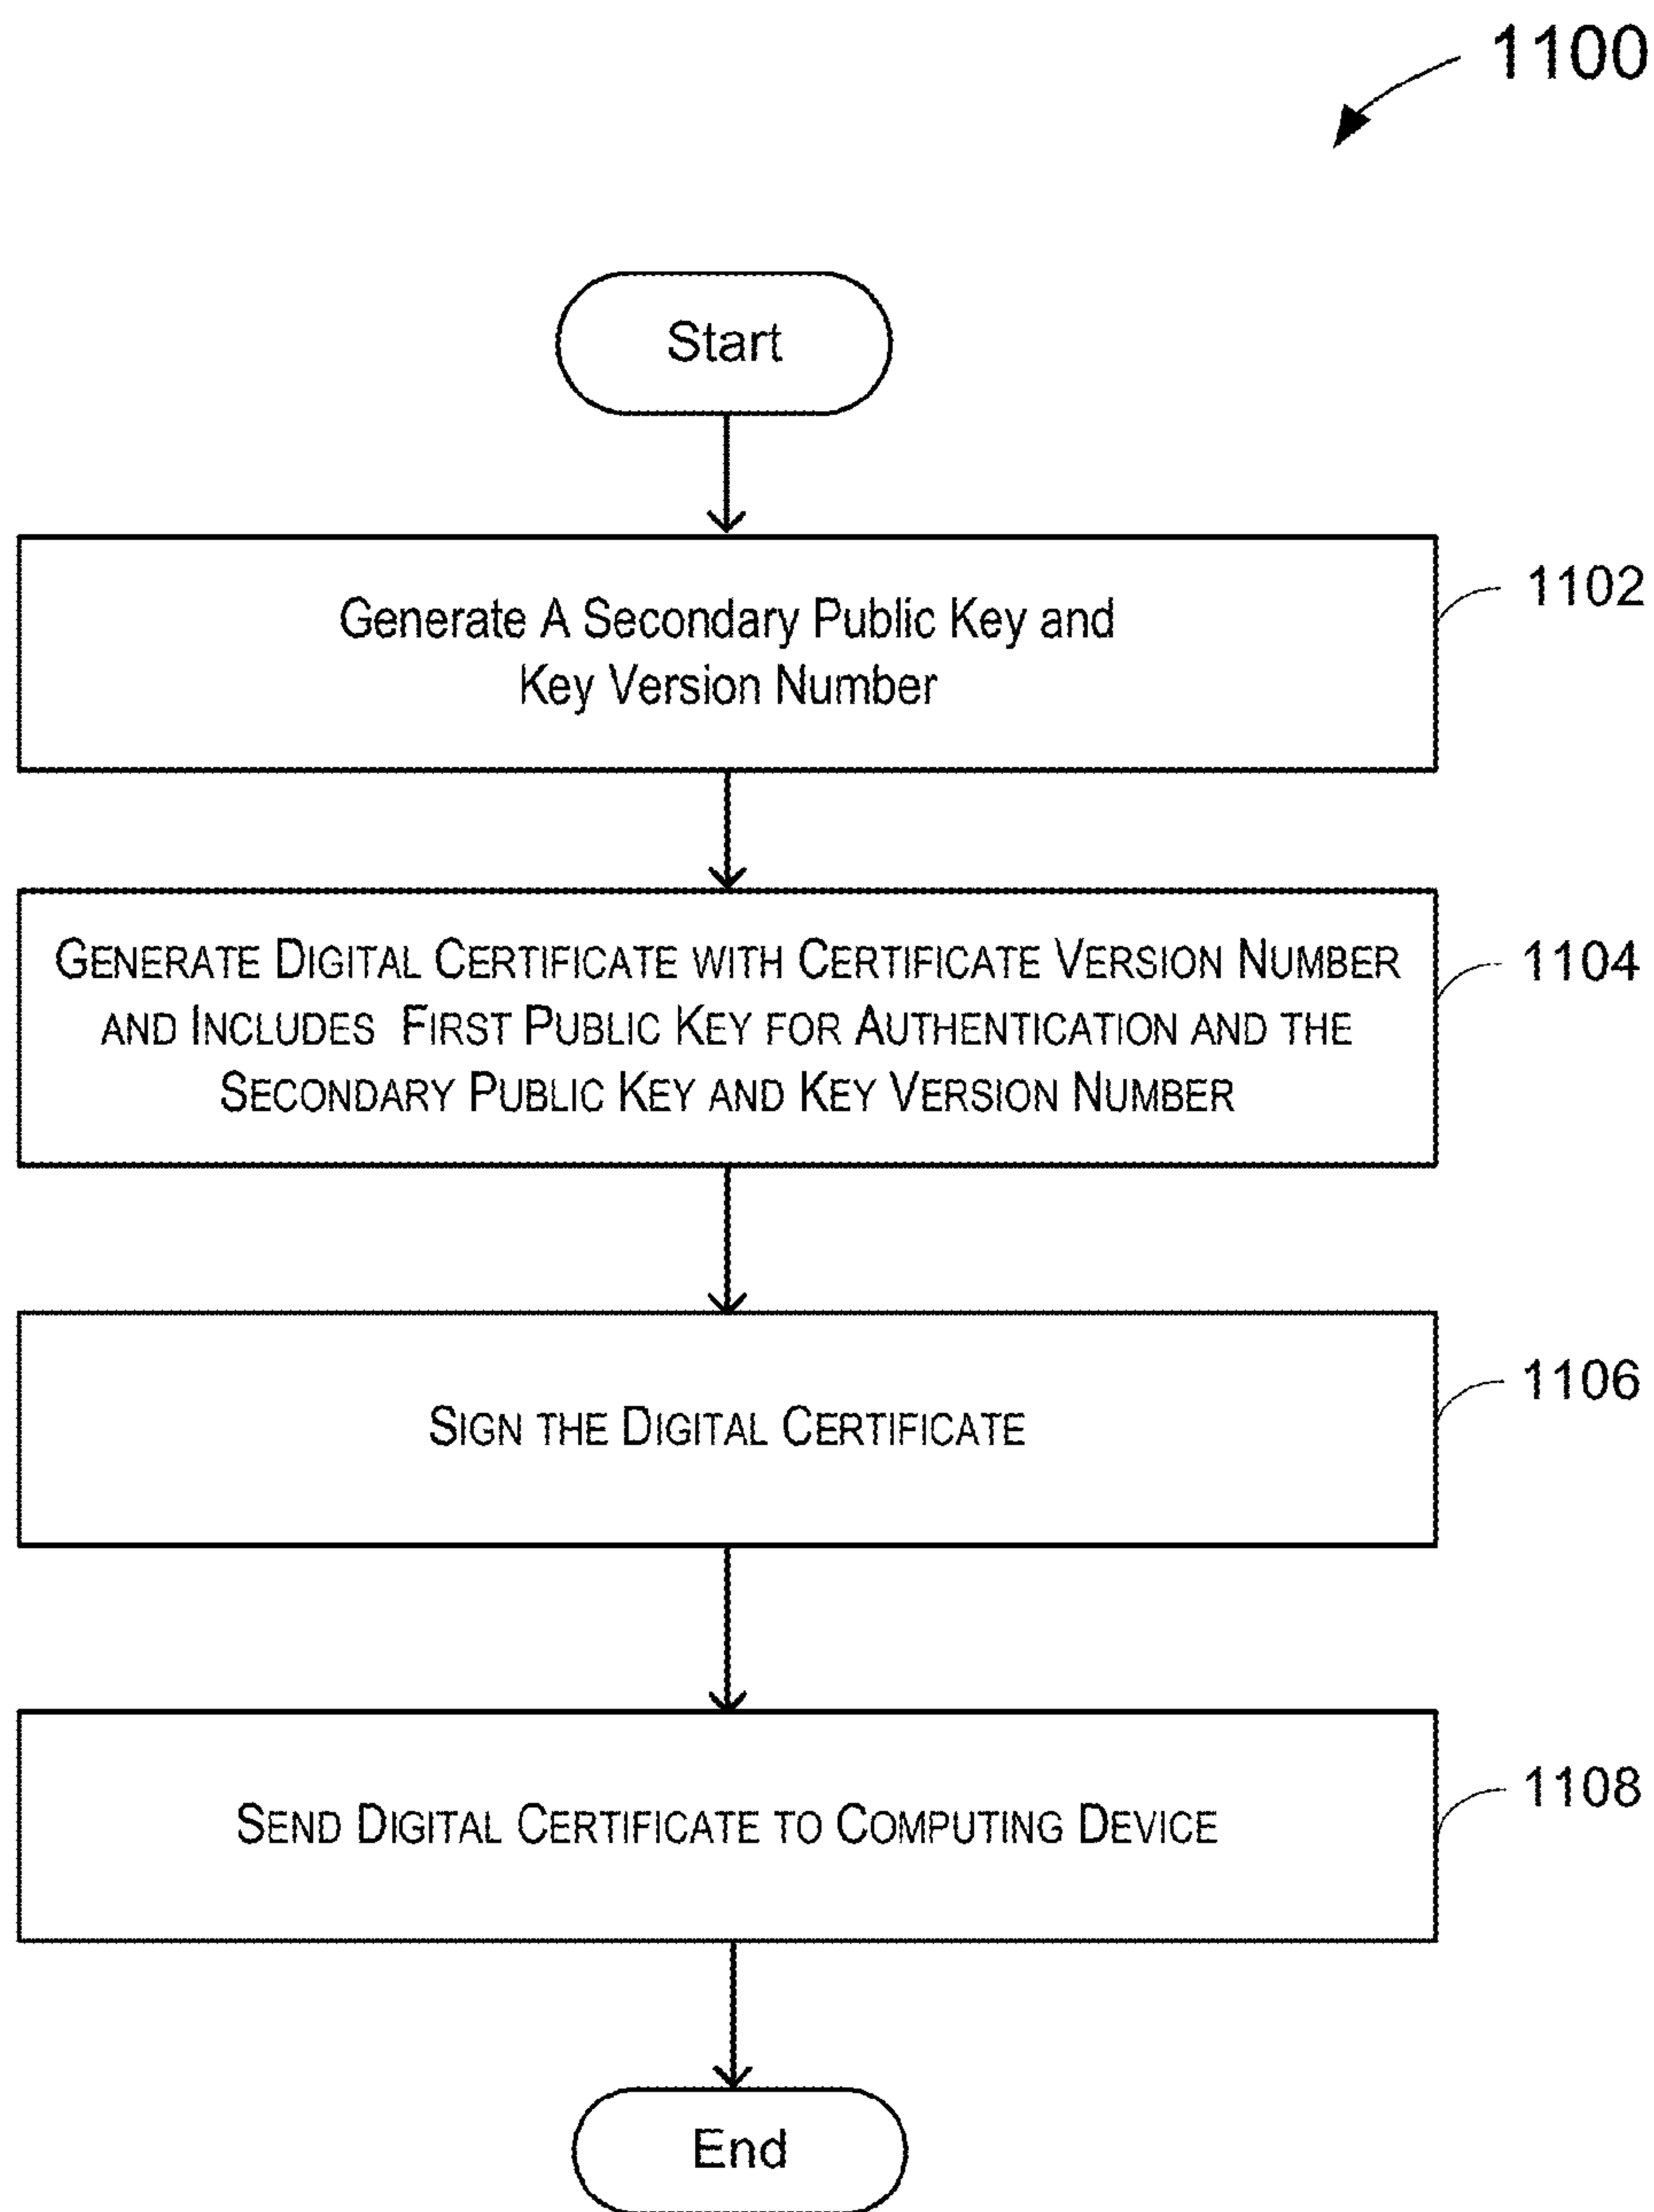 1100
Start
Generate A Secondary Public Key and
Key Version Number
1102
GENERATE DIGITAL CERTIFICATE WITH CERTIFICATE VERSION NUMBER
AND INCLUDES FIRST PUBLIC KEY FOR AUTHENTICATION AND THE
SECONDARY PUBLIC KEY AND KEY VERSION NUMBER
1104
SIGN THE DIGITAL CERTIFICATE
1106
SEND DIGITAL CERTIFICATE TO COMPUTING DEVICE
1108
End